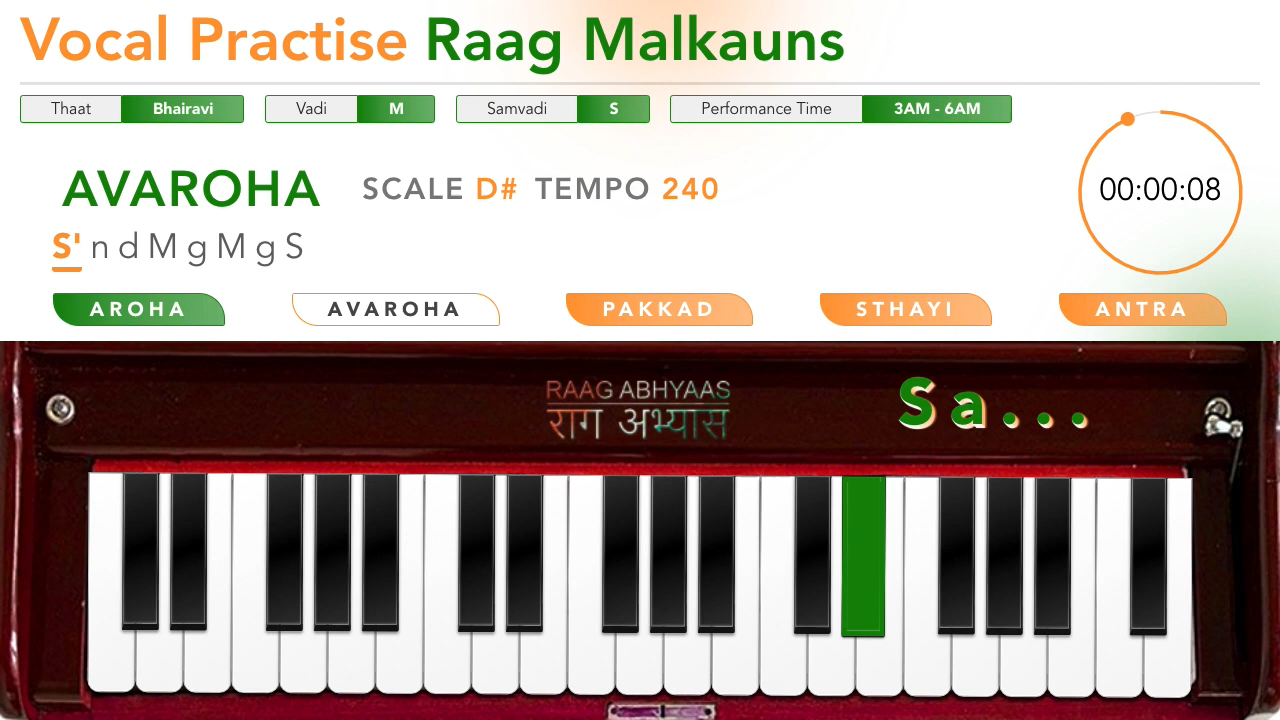 Vocal Practise Raag Malkauns
Thaat Bhairavi Vadi M Samvadi S Performance Time 3AM - 6AM
AVAROHA SCALE D# TEMPO 240
00:00:08
S' n d M g M g S
AROHA AVAROHA PAKKAD STHAYI ANTRA
RAAG ABHYAAS
राग अभ्यास
Sa...